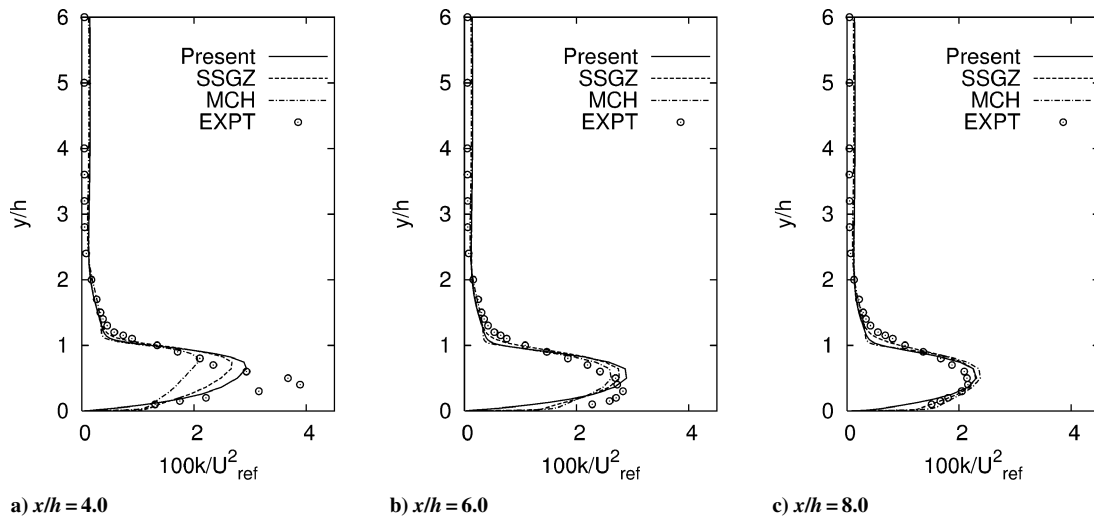 6
5
4
3
2
1
0
y/h
Present
SSGZ
MCH
EXPT
0 2 4
100k/U²ref
a) x/h = 4.0
6
5
4
3
2
1
0
y/h
Present
SSGZ
MCH
EXPT
0 2 4
100k/U²ref
b) x/h = 6.0
6
5
4
3
2
1
0
y/h
Present
SSGZ
MCH
EXPT
0 2 4
100k/U²ref
c) x/h = 8.0